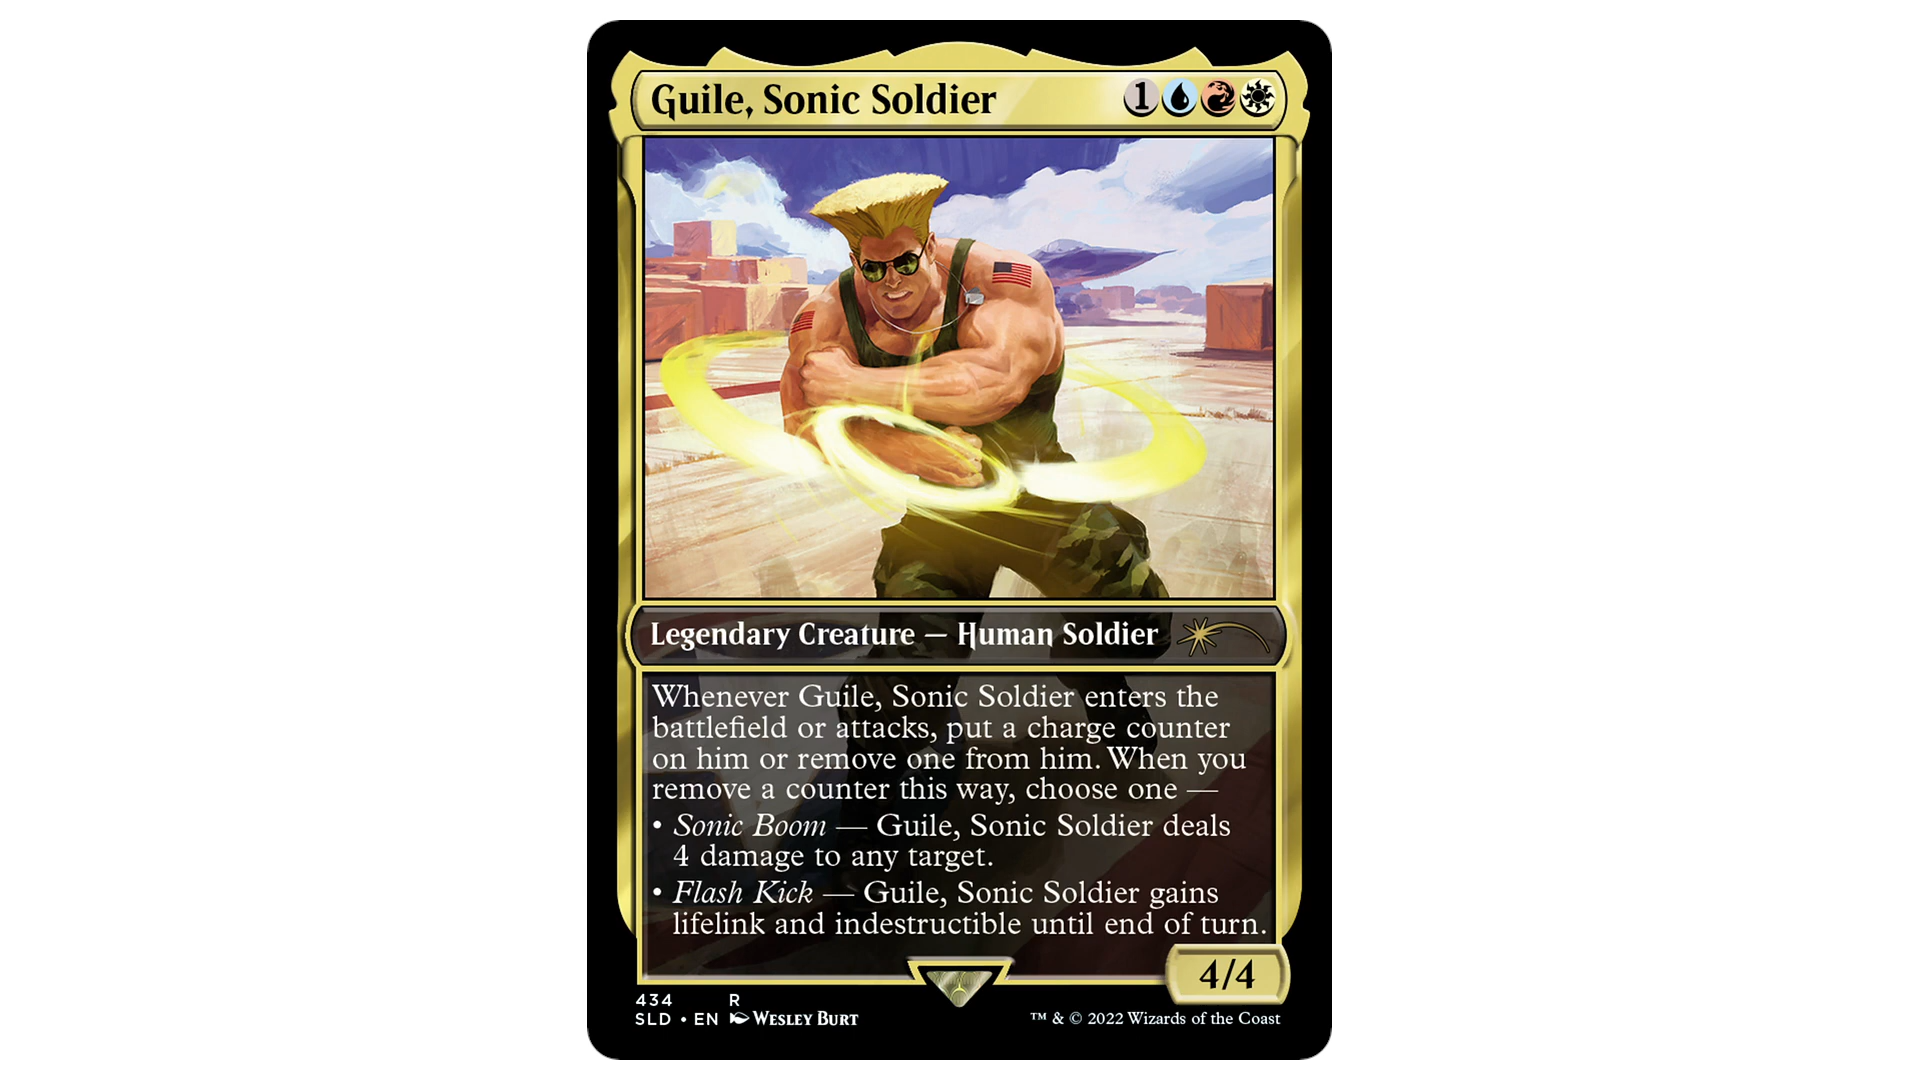 Guile, Sonic Soldier 1
Legendary Creature — Human Soldier
Whenever Guile, Sonic Soldier enters the
battlefield or attacks, put a charge counter
on him or remove one from him. When you
remove a counter this way, choose one —
• Sonic Boom — Guile, Sonic Soldier deals
4 damage to any target.
• Flash Kick — Guile, Sonic Soldier gains
lifelink and indestructible until end of turn.
4/4
434 R
SLD • EN Wesley Burt ™ & © 2022 Wizards of the Coast